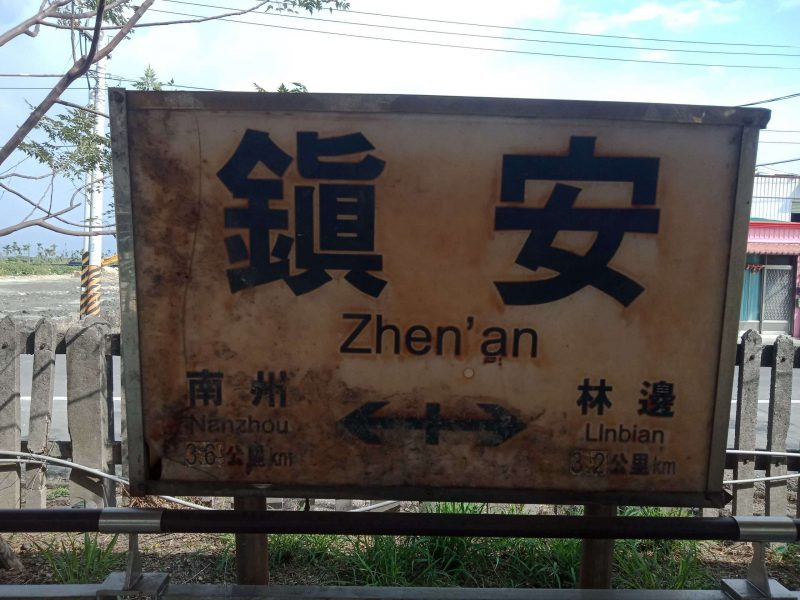 鎮安
Zhen'an
南州
Nanzhou
3.6公里km
林邊
Linbian
3.2公里km